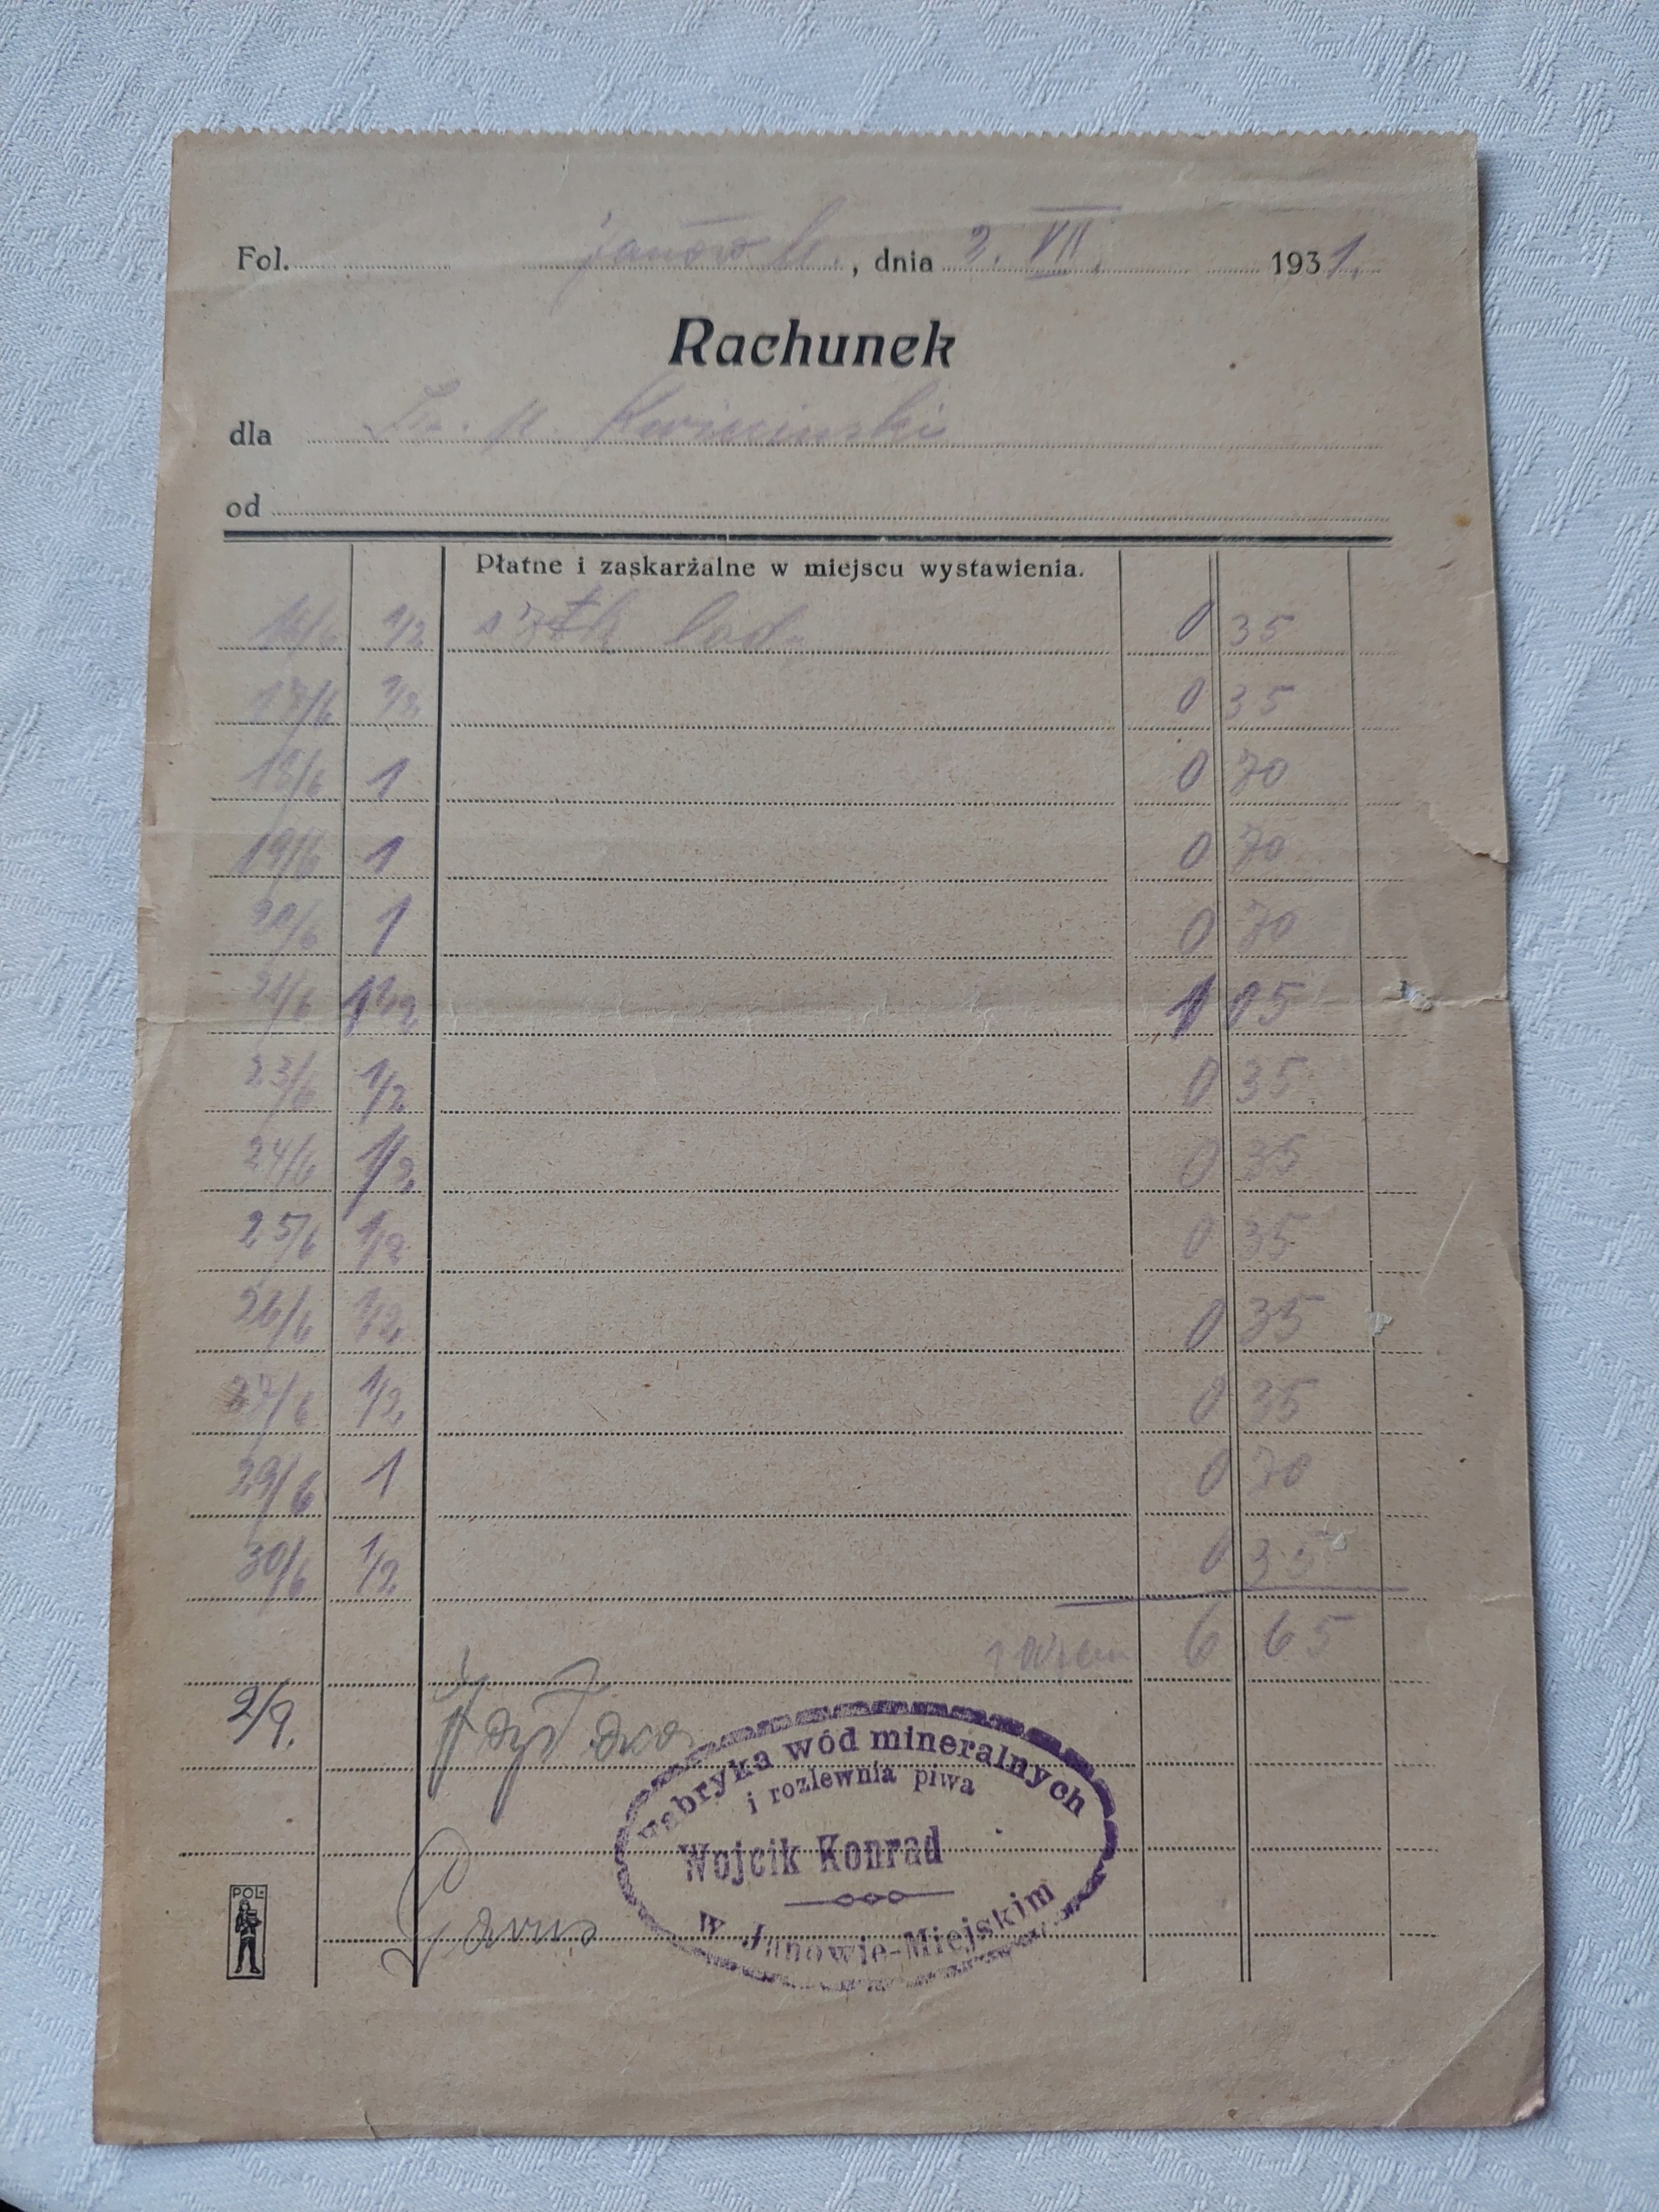 Fol. Janów M., dnia 2. VII. 1931.
Rachunek
dla M. Kwiciński
od
Płatne i zaskarżalne w miejscu wystawienia.
16/6 1/2 sztk lodu 0 35
17/6 1/2 0 35
18/6 1 0 70
19/6 1 0 70
20/6 1 0 70
21/6 1 1/2 1 05
23/6 1/2 0 35
24/6 1/2 0 35
25/6 1/2 0 35
26/6 1/2 0 35
27/6 1/2 0 35
29/6 1 0 70
30/6 1/2 0 35
6 65
2/9.
Fabryka wód mineralnych
i rozlewnia piwa
Wojcik Konrad
w Janowie-Miejskim
POL